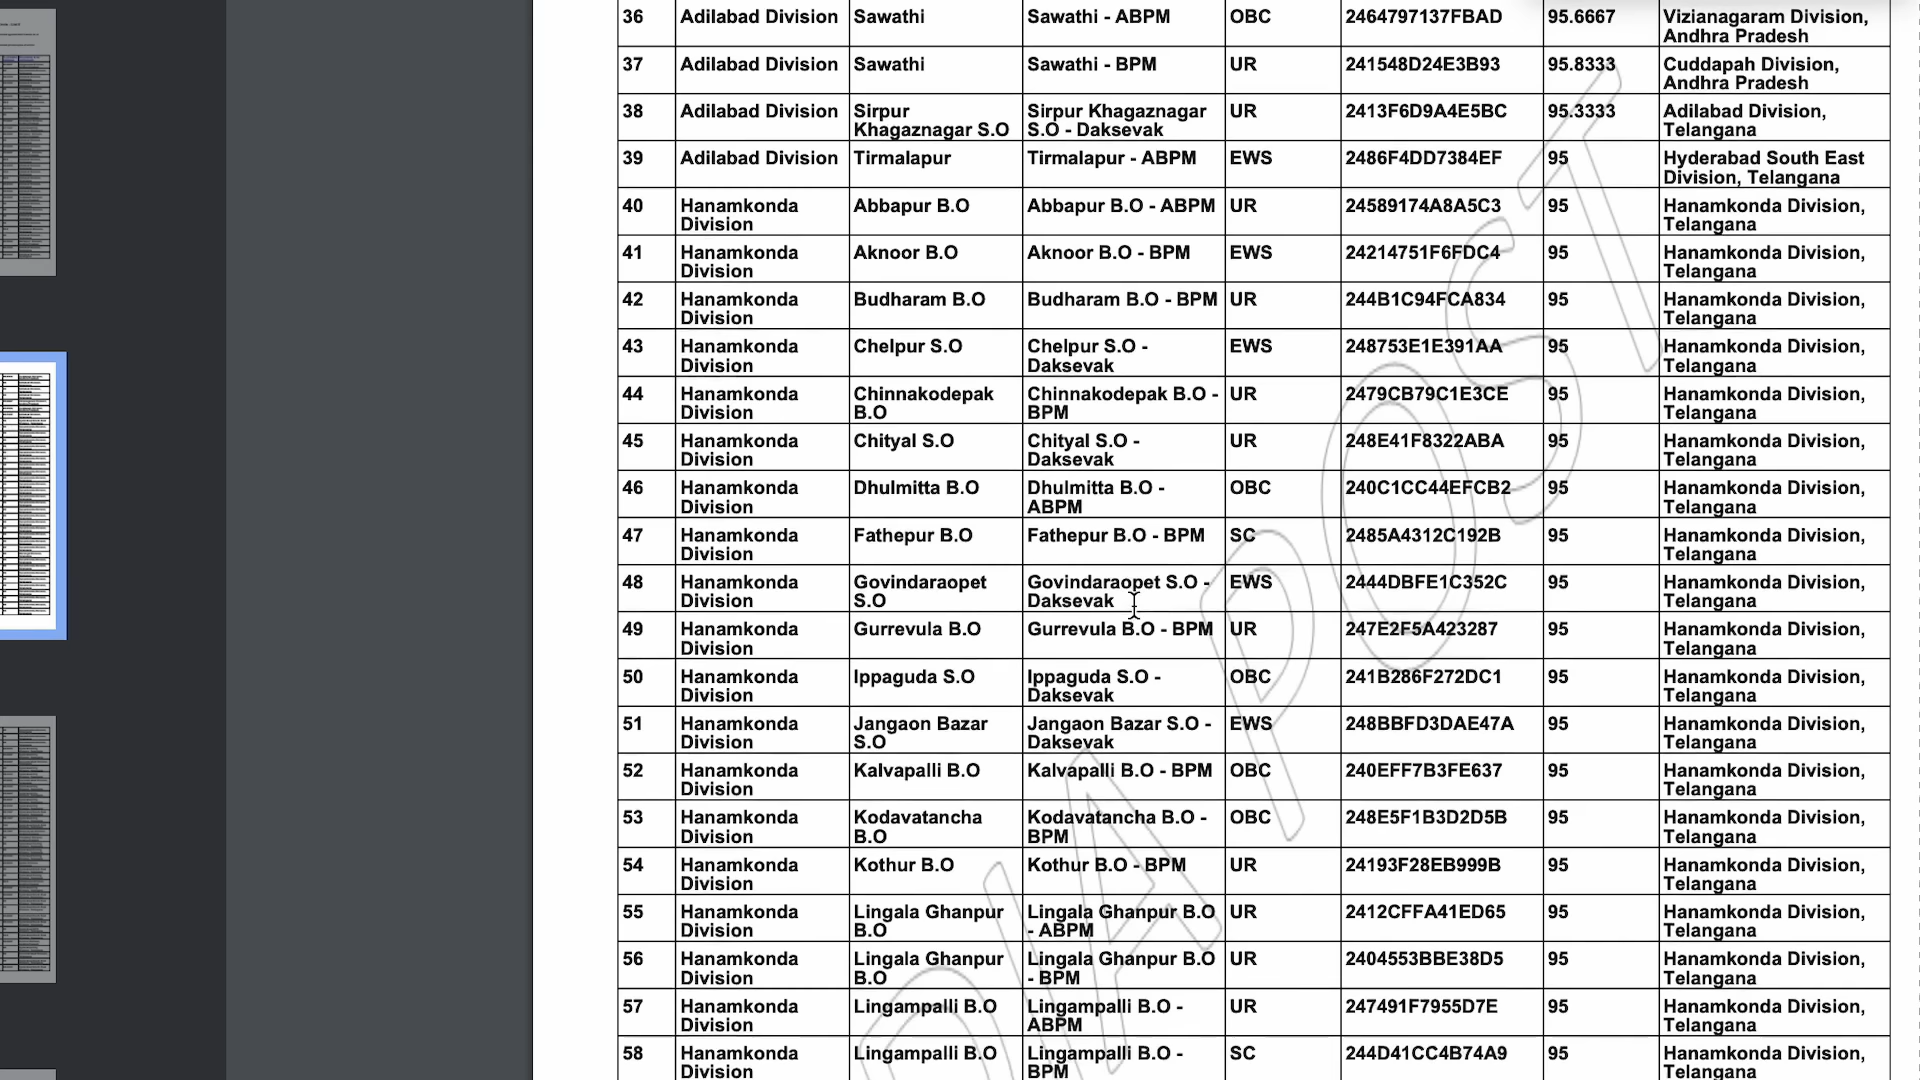 36 Adilabad Division Sawathi Sawathi - ABPM OBC 2464797137FBAD 95.6667 Vizianagaram Division,
Andhra Pradesh
37 Adilabad Division Sawathi Sawathi - BPM UR 241548D24E3B93 95.8333 Cuddapah Division,
Andhra Pradesh
38 Adilabad Division Sirpur Sirpur Khagaznagar UR 2413F6D9A4E5BC 95.3333 Adilabad Division,
Khagaznagar S.O S.O - Daksevak Telangana
39 Adilabad Division Tirmalapur Tirmalapur - ABPM EWS 2486F4DD7384EF 95 Hyderabad South East
Division, Telangana
40 Hanamkonda Abbapur B.O Abbapur B.O - ABPM UR 24589174A8A5C3 95 Hanamkonda Division,
Division Telangana
41 Hanamkonda Aknoor B.O Aknoor B.O - BPM EWS 24214751F6FDC4 95 Hanamkonda Division,
Division Telangana
42 Hanamkonda Budharam B.O Budharam B.O - BPM UR 244B1C94FCA834 95 Hanamkonda Division,
Division Telangana
43 Hanamkonda Chelpur S.O Chelpur S.O - EWS 248753E1E391AA 95 Hanamkonda Division,
Division Daksevak Telangana
44 Hanamkonda Chinnakodepak Chinnakodepak B.O - UR 2479CB79C1E3CE 95 Hanamkonda Division,
Division B.O BPM Telangana
45 Hanamkonda Chityal S.O Chityal S.O - UR 248E41F8322ABA 95 Hanamkonda Division,
Division Daksevak Telangana
46 Hanamkonda Dhulmitta B.O Dhulmitta B.O - OBC 240C1CC44EFCB2 95 Hanamkonda Division,
Division ABPM Telangana
47 Hanamkonda Fathepur B.O Fathepur B.O - BPM SC 2485A4312C192B 95 Hanamkonda Division,
Division Telangana
48 Hanamkonda Govindaraopet Govindaraopet S.O - EWS 2444DBFE1C352C 95 Hanamkonda Division,
Division S.O Daksevak Telangana
49 Hanamkonda Gurrevula B.O Gurrevula B.O - BPM UR 247E2F5A423287 95 Hanamkonda Division,
Division Telangana
50 Hanamkonda Ippaguda S.O Ippaguda S.O - OBC 241B286F272DC1 95 Hanamkonda Division,
Division Daksevak Telangana
51 Hanamkonda Jangaon Bazar Jangaon Bazar S.O - EWS 248BBFD3DAE47A 95 Hanamkonda Division,
Division S.O Daksevak Telangana
52 Hanamkonda Kalvapalli B.O Kalvapalli B.O - BPM OBC 240EFF7B3FE637 95 Hanamkonda Division,
Division Telangana
53 Hanamkonda Kodavatancha Kodavatancha B.O - OBC 248E5F1B3D2D5B 95 Hanamkonda Division,
Division B.O BPM Telangana
54 Hanamkonda Kothur B.O Kothur B.O - BPM UR 24193F28EB999B 95 Hanamkonda Division,
Division Telangana
55 Hanamkonda Lingala Ghanpur Lingala Ghanpur B.O UR 2412CFFA41ED65 95 Hanamkonda Division,
Division B.O - ABPM Telangana
56 Hanamkonda Lingala Ghanpur Lingala Ghanpur B.O UR 2404553BBE38D5 95 Hanamkonda Division,
Division B.O - BPM Telangana
57 Hanamkonda Lingampalli B.O Lingampalli B.O - UR 247491F7955D7E 95 Hanamkonda Division,
Division ABPM Telangana
58 Hanamkonda Lingampalli B.O Lingampalli B.O - SC 244D41CC4B74A9 95 Hanamkonda Division,
Division BPM Telangana
DIA POST